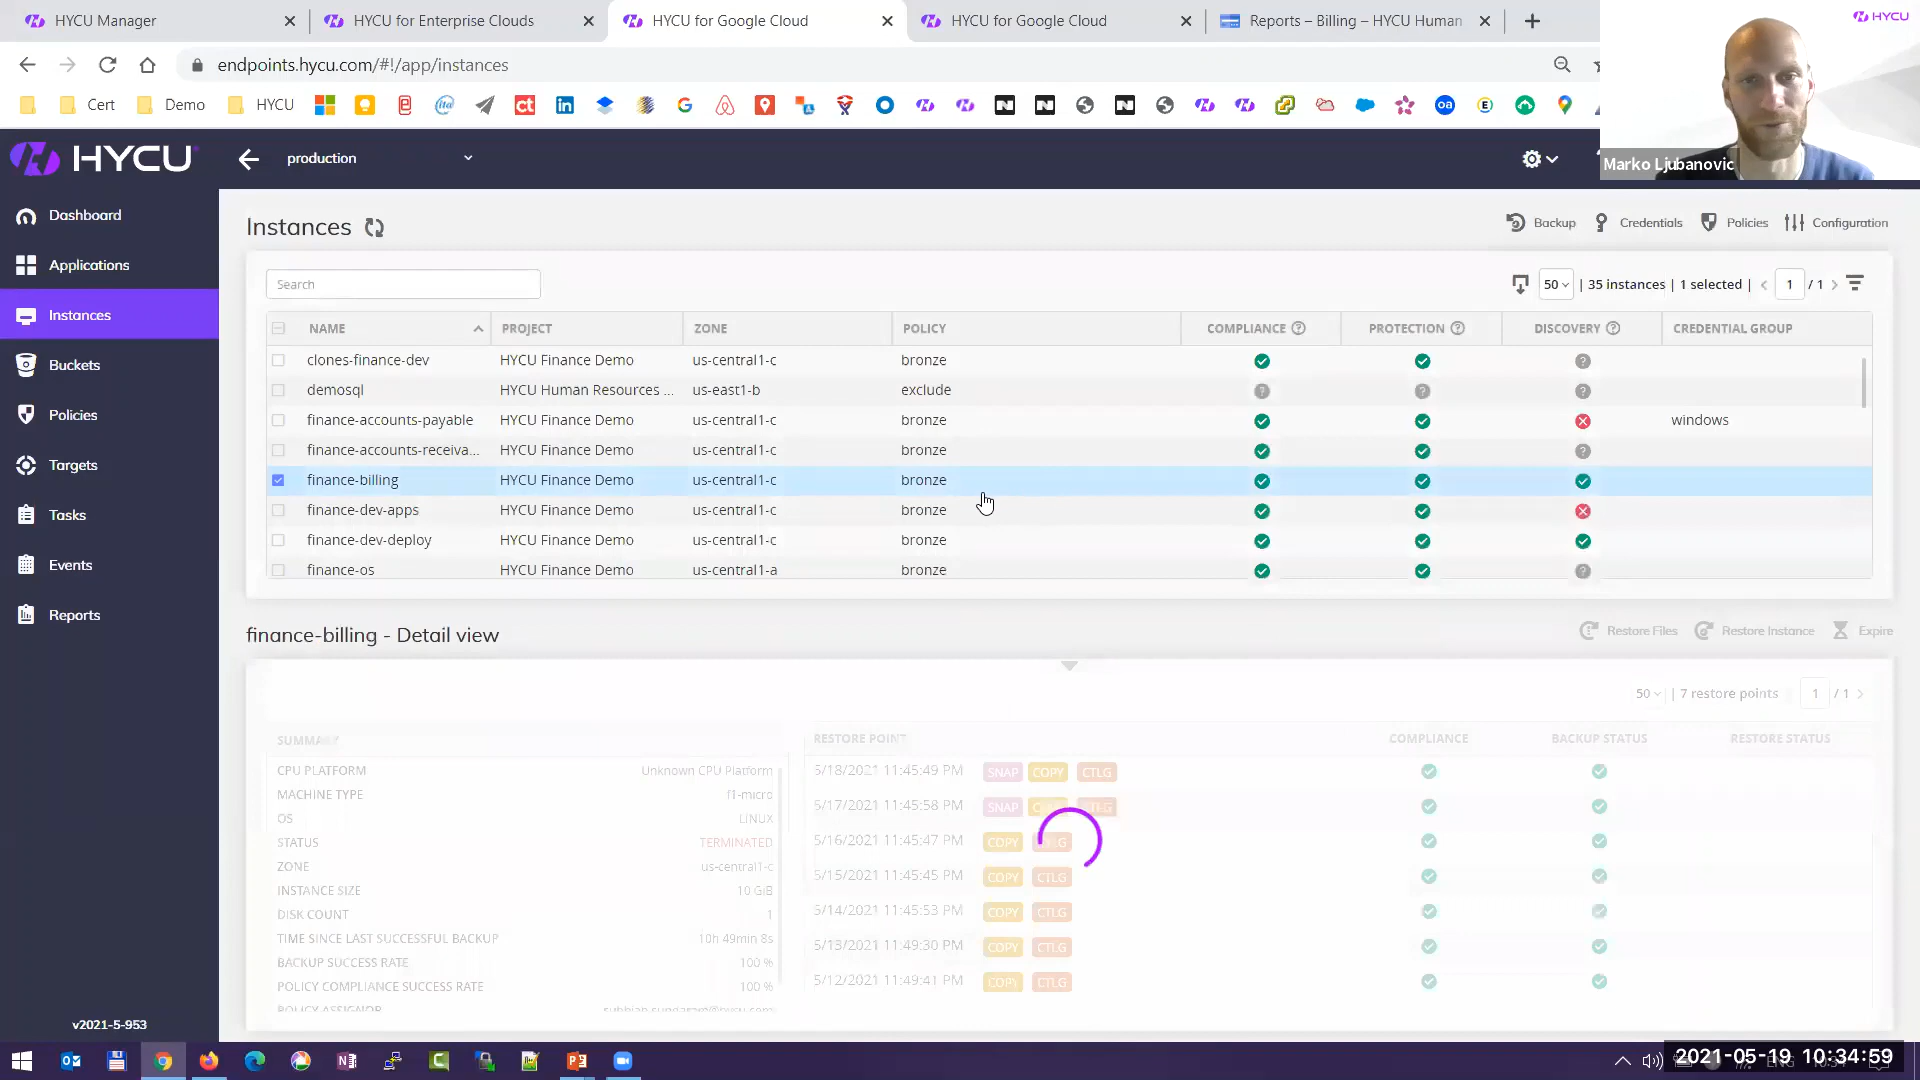 HYCU Manager
HYCU for Enterprise Clouds
HYCU for Google Cloud
HYCU for Google Cloud
Reports – Billing – HYCU Human
HYCU
endpoints.hycu.com/#!/app/instances
Cert
Demo
HYCU
Marko Ljubanovic
HYCU
production
Dashboard
Applications
Instances
Buckets
Policies
Targets
Tasks
Events
Reports
v2021-5-953
Instances
Backup
Credentials
Policies
Configuration
Search
50 | 35 instances | 1 selected | 1 / 1
NAME PROJECT ZONE POLICY COMPLIANCE PROTECTION DISCOVERY CREDENTIAL GROUP
clones-finance-dev HYCU Finance Demo us-central1-c bronze
demosql HYCU Human Resources ... us-east1-b exclude
finance-accounts-payable HYCU Finance Demo us-central1-c bronze windows
finance-accounts-receiva... HYCU Finance Demo us-central1-c bronze
finance-billing HYCU Finance Demo us-central1-c bronze
finance-dev-apps HYCU Finance Demo us-central1-c bronze
finance-dev-deploy HYCU Finance Demo us-central1-c bronze
finance-os HYCU Finance Demo us-central1-a bronze
finance-billing - Detail view
Restore Files
Restore Instance
Expire
50 | 7 restore points 1 / 1
SUMMARY
CPU PLATFORM Unknown CPU Platform
MACHINE TYPE f1-micro
OS LINUX
STATUS TERMINATED
ZONE us-central1-c
INSTANCE SIZE 10 GiB
DISK COUNT 1
TIME SINCE LAST SUCCESSFUL BACKUP 10h 49min 8s
BACKUP SUCCESS RATE 100 %
POLICY COMPLIANCE SUCCESS RATE 100 %
POLICY ASSIGNOR subbiah.sundaram@hycu.com
RESTORE POINT COMPLIANCE BACKUP STATUS RESTORE STATUS
5/18/2021 11:45:49 PM SNAP COPY CTLG
5/17/2021 11:45:58 PM SNAP COPY CTLG
5/16/2021 11:45:47 PM COPY CTLG
5/15/2021 11:45:45 PM COPY CTLG
5/14/2021 11:45:53 PM COPY CTLG
5/13/2021 11:49:30 PM COPY CTLG
5/12/2021 11:49:41 PM COPY CTLG
2021-05-19 10:34:59